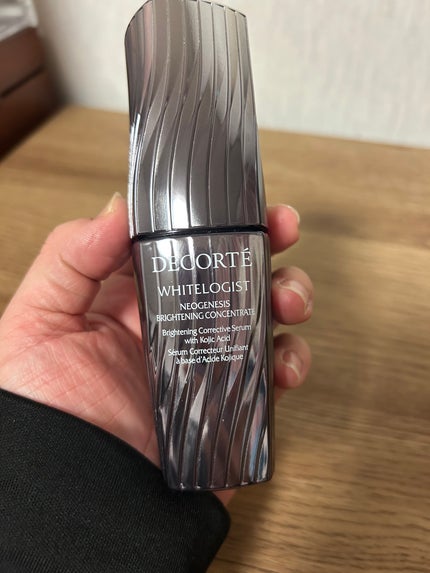 DECORTÉ
WHITELOGIST
NEOGENESIS
BRIGHTENING CONCENTRATE
Brightening Corrective Serum
with Kojic Acid
Sérum Correcteur Unifiant
à base d'Acide Kojique